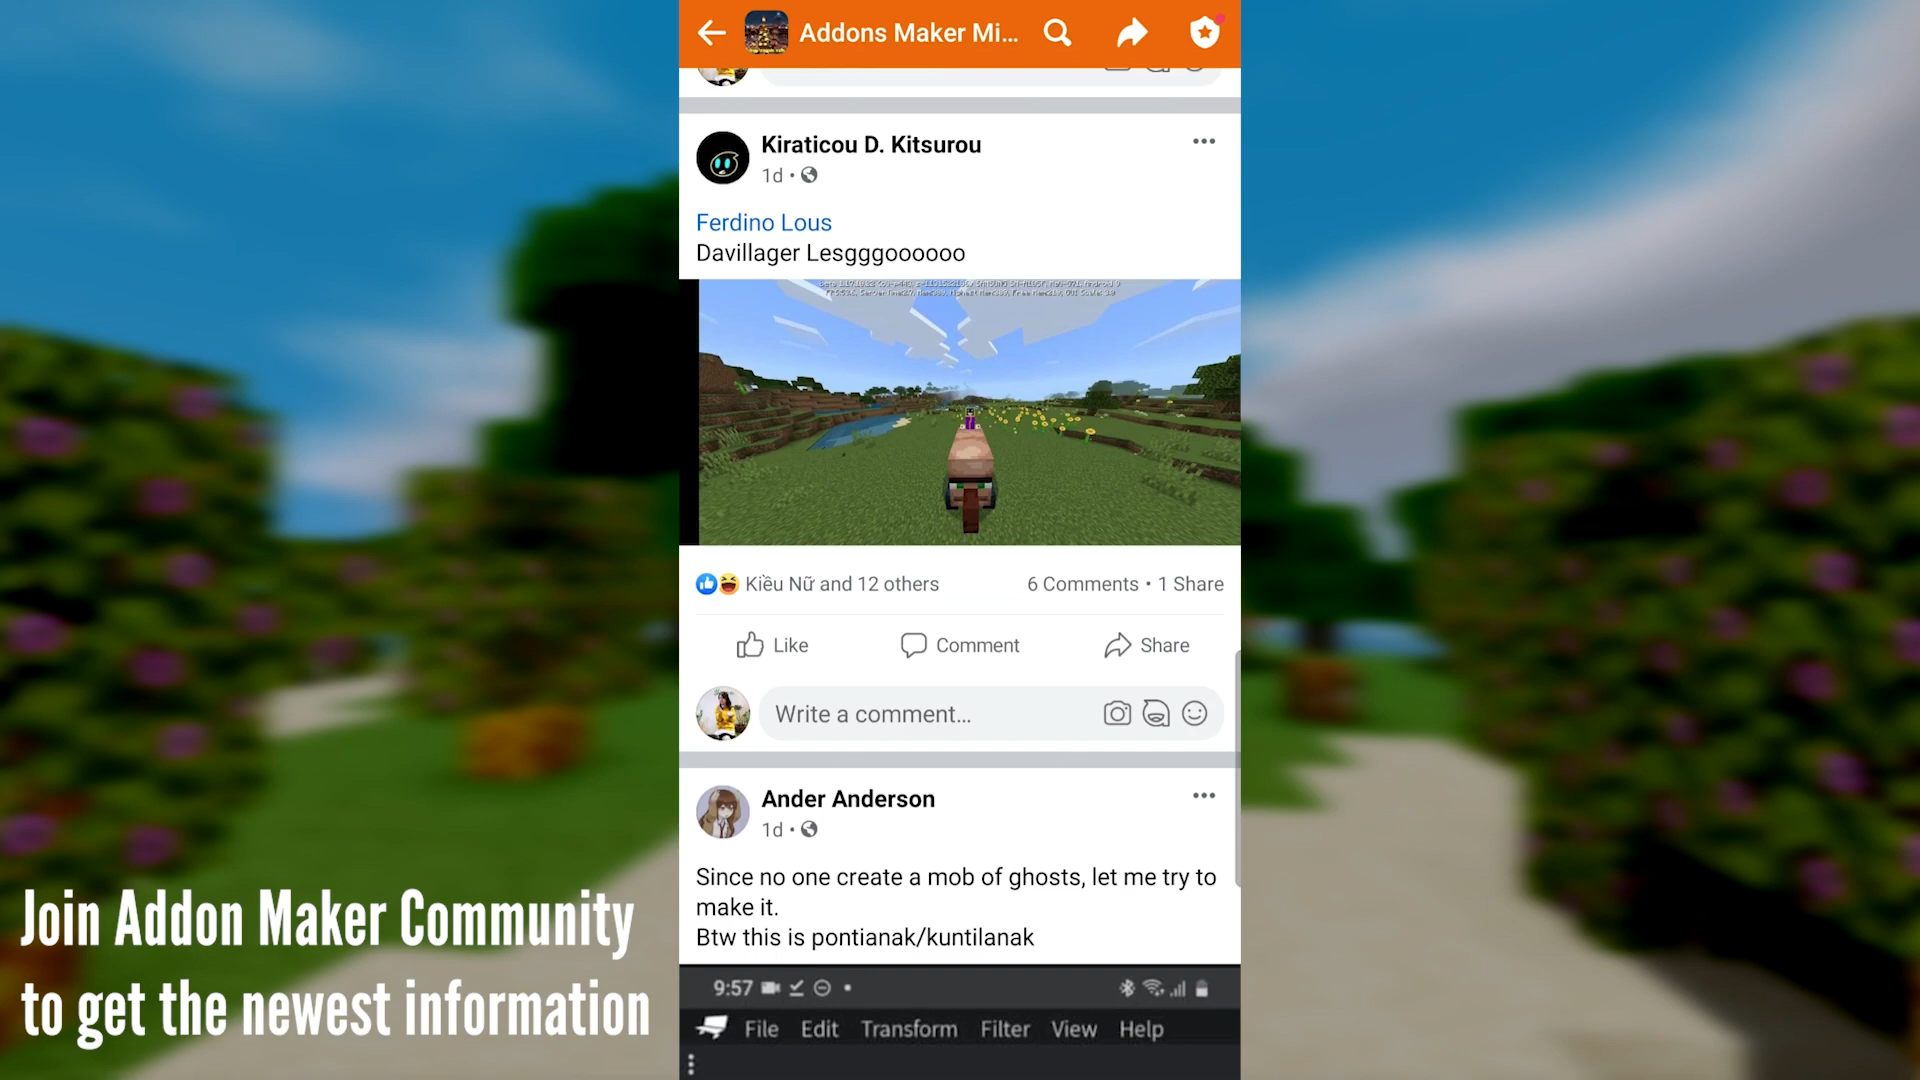 Addons Maker Mi...
Kiraticou D. Kitsurou
1d
Ferdino Lous
Davillager Lesgggoooooo
Kiều Nữ and 12 others
6 Comments • 1 Share
Like
Comment
Share
Write a comment...
Ander Anderson
1d
Since no one create a mob of ghosts, let me try to
make it.
Btw this is pontianak/kuntilanak
9:57
File Edit Transform Filter View Help
Join Addon Maker Community
to get the newest information